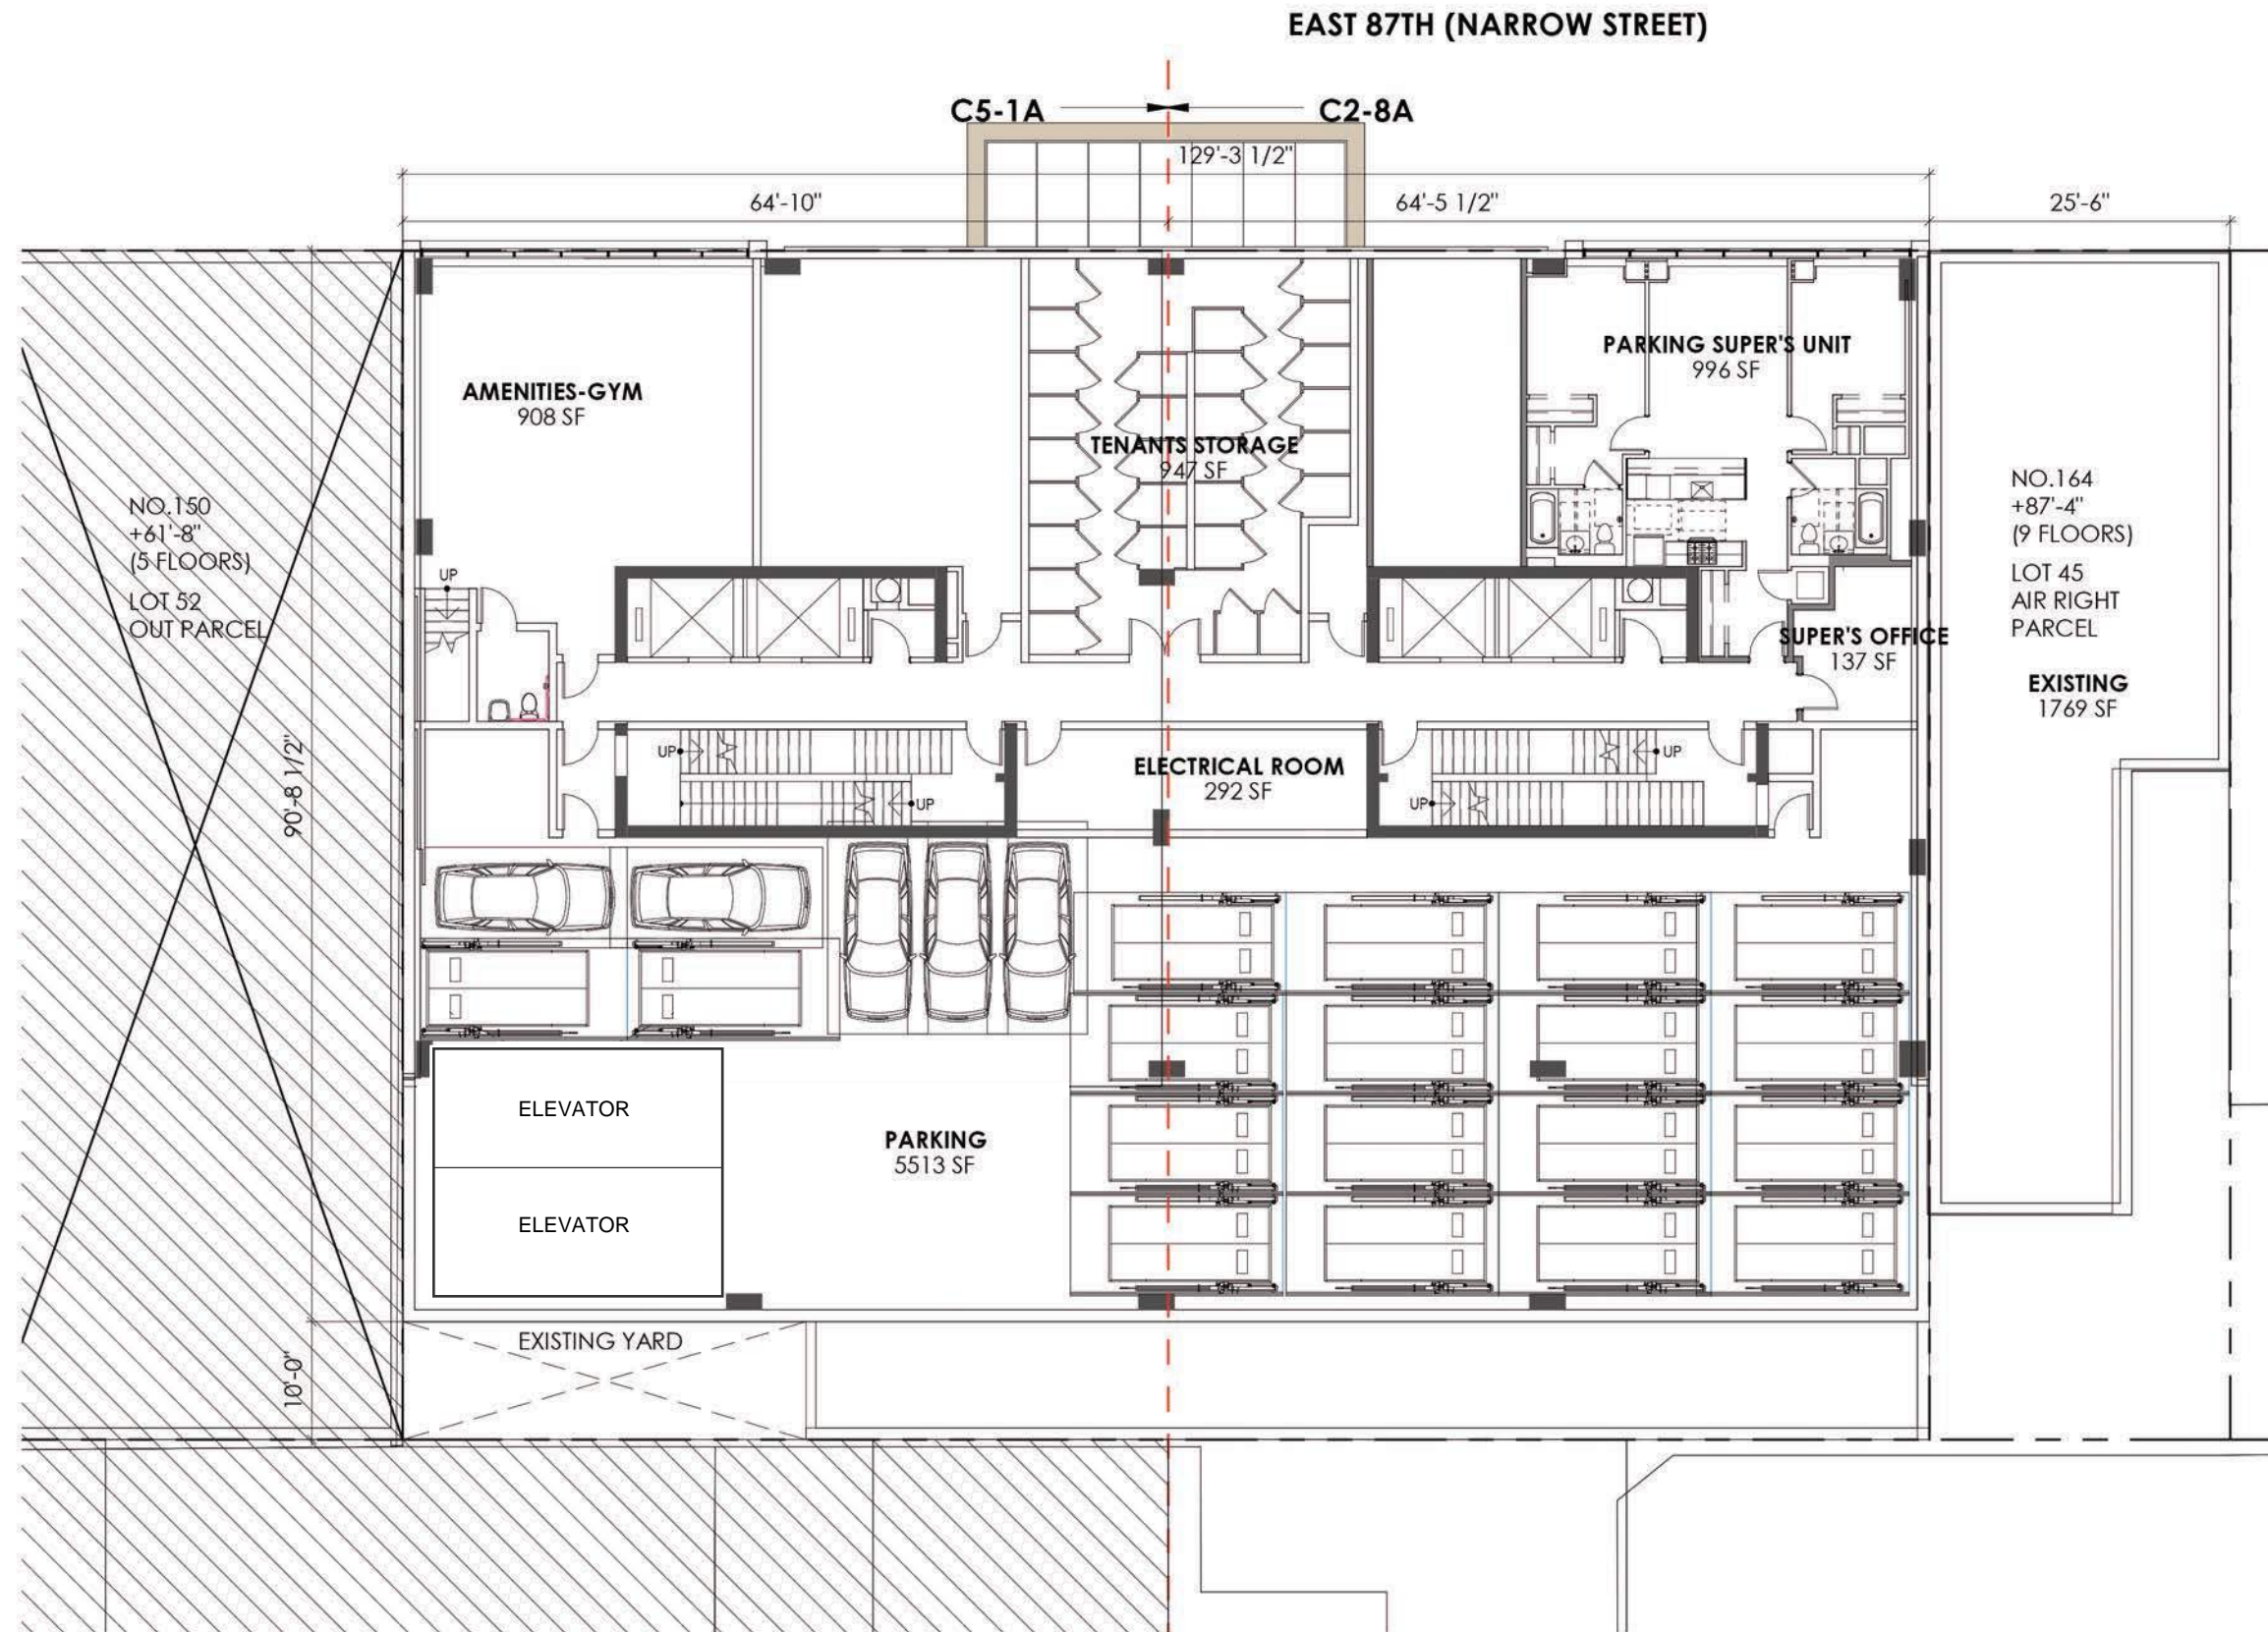 EAST 87TH (NARROW STREET)
C5-1A
C2-8A
129'-3 1/2"
64'-10"
64'-5 1/2"
25'-6"
AMENITIES-GYM
908 SF
TENANTS STORAGE
947 SF
PARKING SUPER'S UNIT
996 SF
NO.150
+61'-8"
(5 FLOORS)
LOT 52
OUT PARCEL
NO.164
+87'-4"
(9 FLOORS)
LOT 45
AIR RIGHT
PARCEL
EXISTING
1769 SF
UP
SUPER'S OFFICE
137 SF
90'-8 1/2"
UP
UP
ELECTRICAL ROOM
292 SF
UP
UP
ELEVATOR
ELEVATOR
PARKING
5513 SF
EXISTING YARD
10'-0"